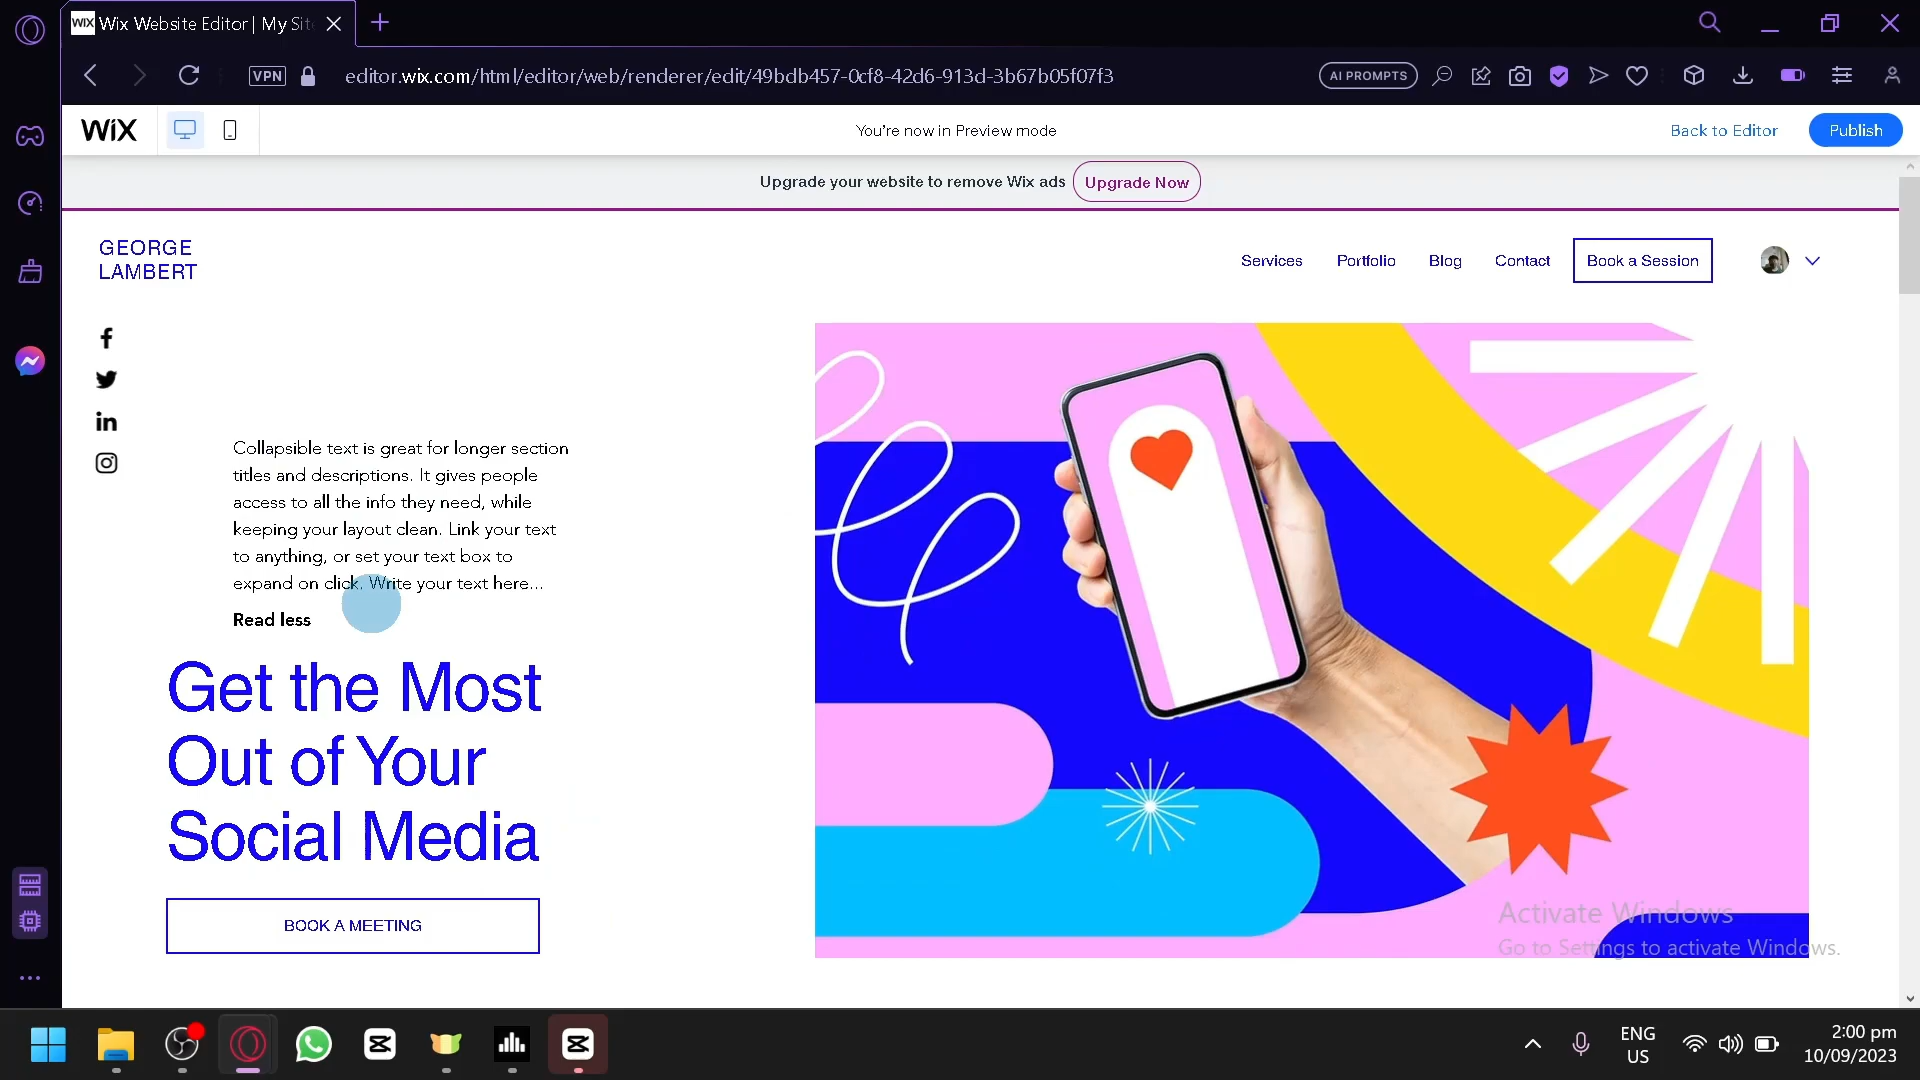 WIX Wix Website Editor | My Sit
VPN
editor.wix.com/html/editor/web/renderer/edit/49bdb457-0cf8-42d6-913d-3b67b05f07f3
AI PROMPTS
WiX
You're now in Preview mode
Back to Editor
Publish
Upgrade your website to remove Wix ads
Upgrade Now
GEORGE
LAMBERT
Services
Portfolio
Blog
Contact
Book a Session
Collapsible text is great for longer section
titles and descriptions. It gives people
access to all the info they need, while
keeping your layout clean. Link your text
to anything, or set your text box to
expand on click. Write your text here...
Read less
Get the Most
Out of Your
Social Media
BOOK A MEETING
Activate Windows
Go to Settings to activate Windows.
ENG
US
2:00 pm
10/09/2023